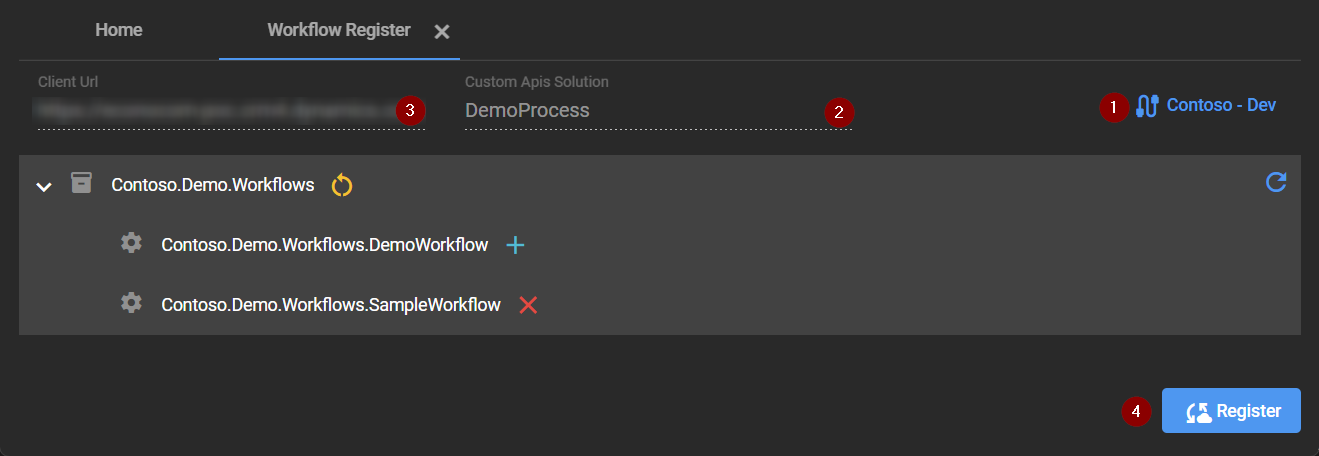 Home Workflow Register
Client Url Custom Apis Solution
3 DemoProcess 2 1 Contoso - Dev
Contoso.Demo.Workflows
Contoso.Demo.Workflows.DemoWorkflow
Contoso.Demo.Workflows.SampleWorkflow
4 Register